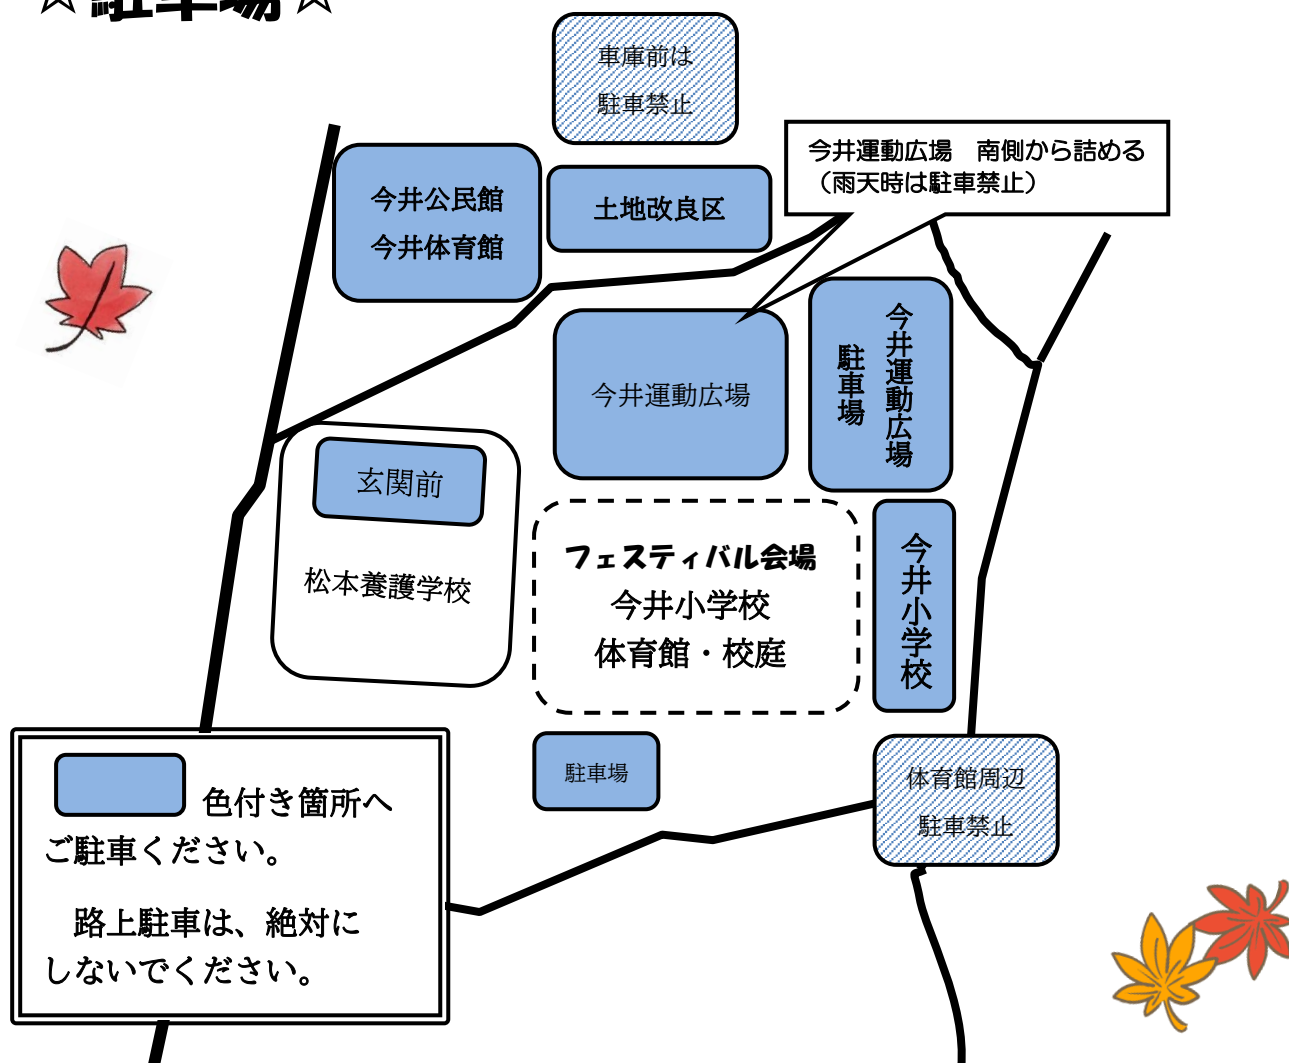 ☆駐車場☆
車庫前は
駐車禁止
今井運動広場　南側から詰める
（雨天時は駐車禁止）
今井公民館
今井体育館
土地改良区
今井運動広場
駐車場
今井運動広場
玄関前
松本養護学校
フェスティバル会場
今井小学校
体育館・校庭
今井小学校
駐車場
体育館周辺
駐車禁止
色付き箇所へ
ご駐車ください。
路上駐車は、絶対に
しないでください。